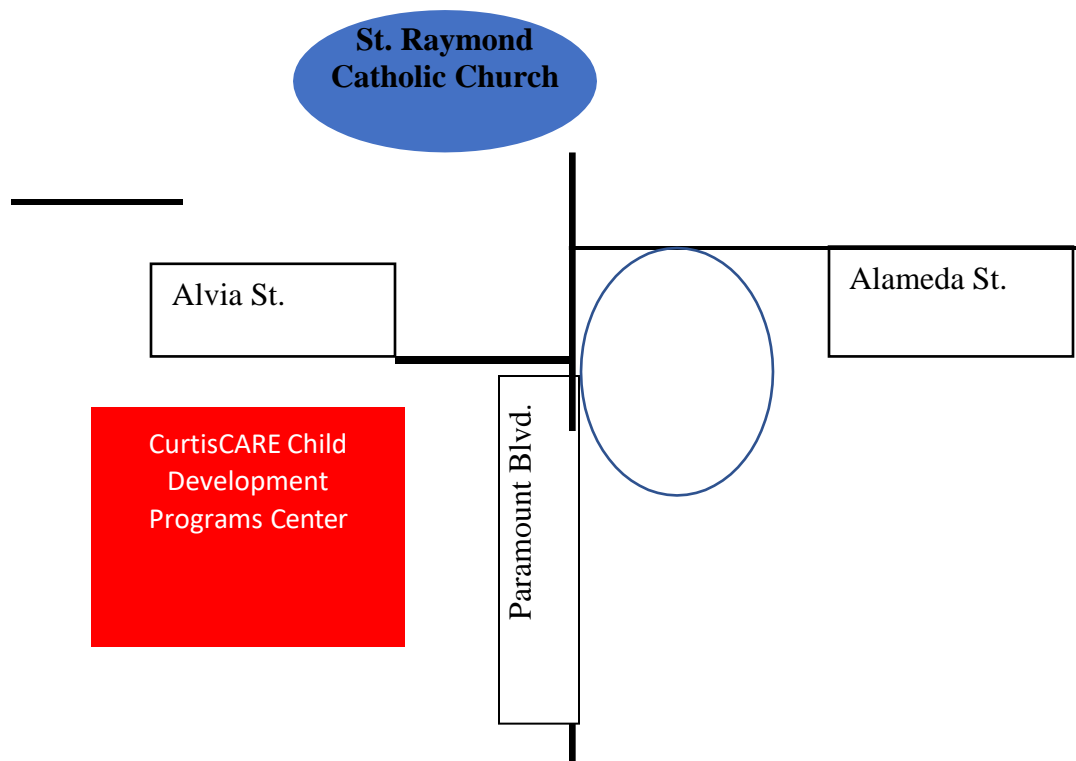 St. Raymond
Catholic Church
Alvia St.
Alameda St.
CurtisCARE Child
Development
Programs Center
Paramount Blvd.